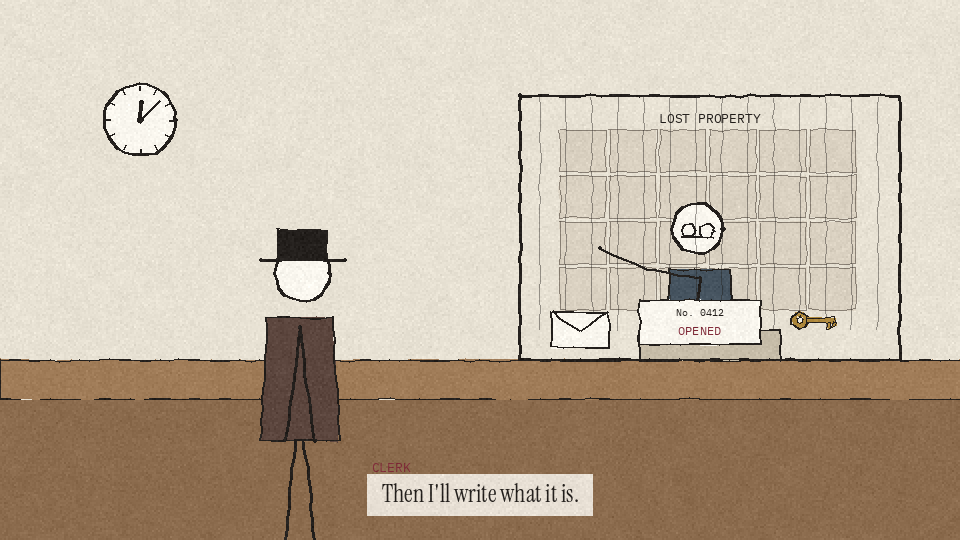 LOST PROPERTY
No. 0412
OPENED
CLERK
Then I'll write what it is.